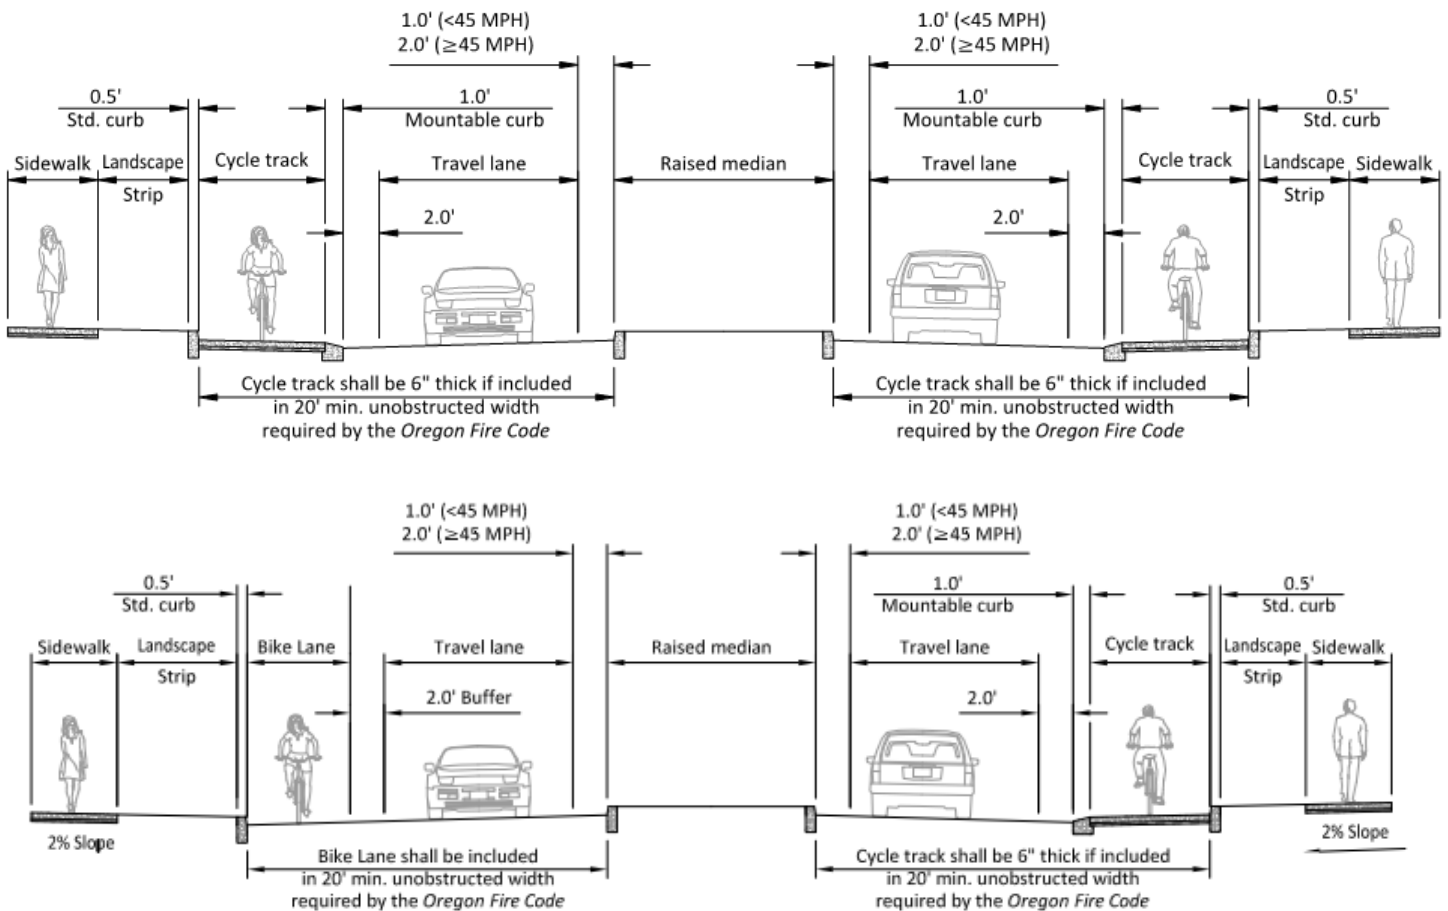 1.0' (<45 MPH)
2.0' (≥45 MPH)
1.0' (<45 MPH)
2.0' (≥45 MPH)
0.5'
Std. curb
1.0'
Mountable curb
1.0'
Mountable curb
0.5'
Std. curb
Sidewalk
Landscape
Strip
Cycle track
Travel lane
Raised median
Travel lane
Cycle track
Landscape
Strip
Sidewalk
2.0'
2.0'
Cycle track shall be 6" thick if included
in 20' min. unobstructed width
required by the Oregon Fire Code
Cycle track shall be 6" thick if included
in 20' min. unobstructed width
required by the Oregon Fire Code
1.0' (<45 MPH)
2.0' (≥45 MPH)
1.0' (<45 MPH)
2.0' (≥45 MPH)
0.5'
Std. curb
1.0'
Mountable curb
0.5'
Std. curb
Sidewalk
Landscape
Strip
Bike Lane
Travel lane
Raised median
Travel lane
Cycle track
Landscape
Strip
Sidewalk
2.0' Buffer
2.0'
2% Slope
2% Slope
Bike Lane shall be included
in 20' min. unobstructed width
required by the Oregon Fire Code
Cycle track shall be 6" thick if included
in 20' min. unobstructed width
required by the Oregon Fire Code